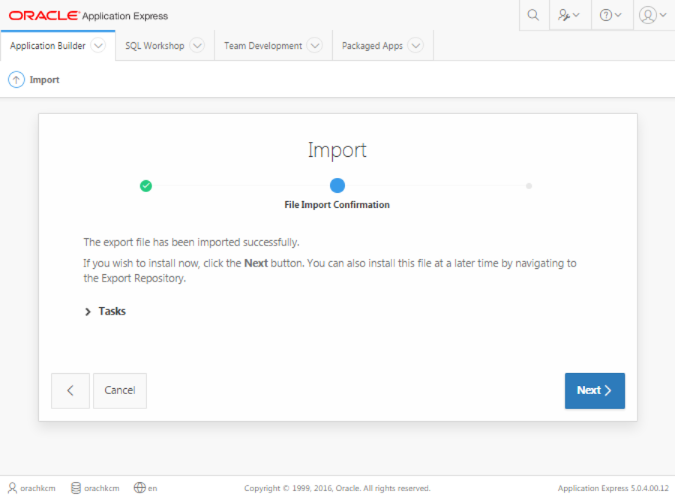 ORACLE Application Express
Application Builder SQL Workshop Team Development Packaged Apps
Import
Import
File Import Confirmation
The export file has been imported successfully.
If you wish to install now, click the Next button. You can also install this file at a later time by navigating to
the Export Repository.
Tasks
Cancel
Next
orachkcm orachkcm en Copyright © 1999, 2016, Oracle. All rights reserved. Application Express 5.0.4.00.12